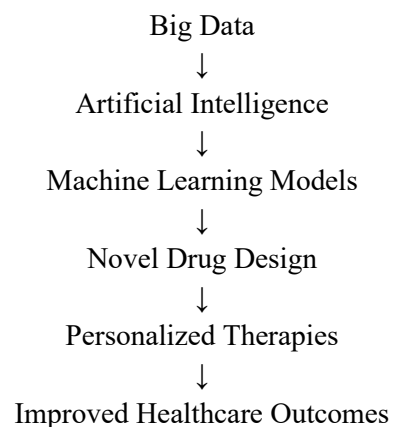 Big Data
↓
Artificial Intelligence
↓
Machine Learning Models
↓
Novel Drug Design
↓
Personalized Therapies
↓
Improved Healthcare Outcomes